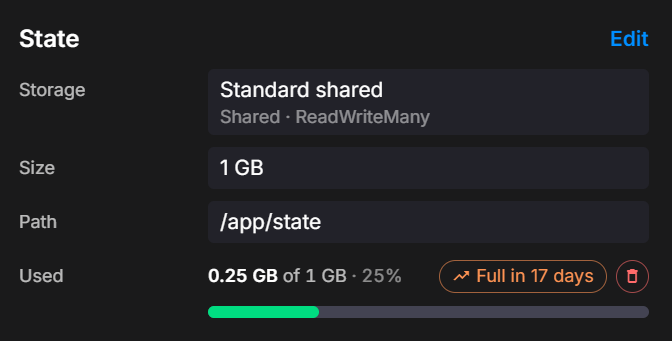 State
Edit
Storage
Standard shared
Shared · ReadWriteMany
Size
1 GB
Path
/app/state
Used
0.25 GB of 1 GB · 25%
Full in 17 days